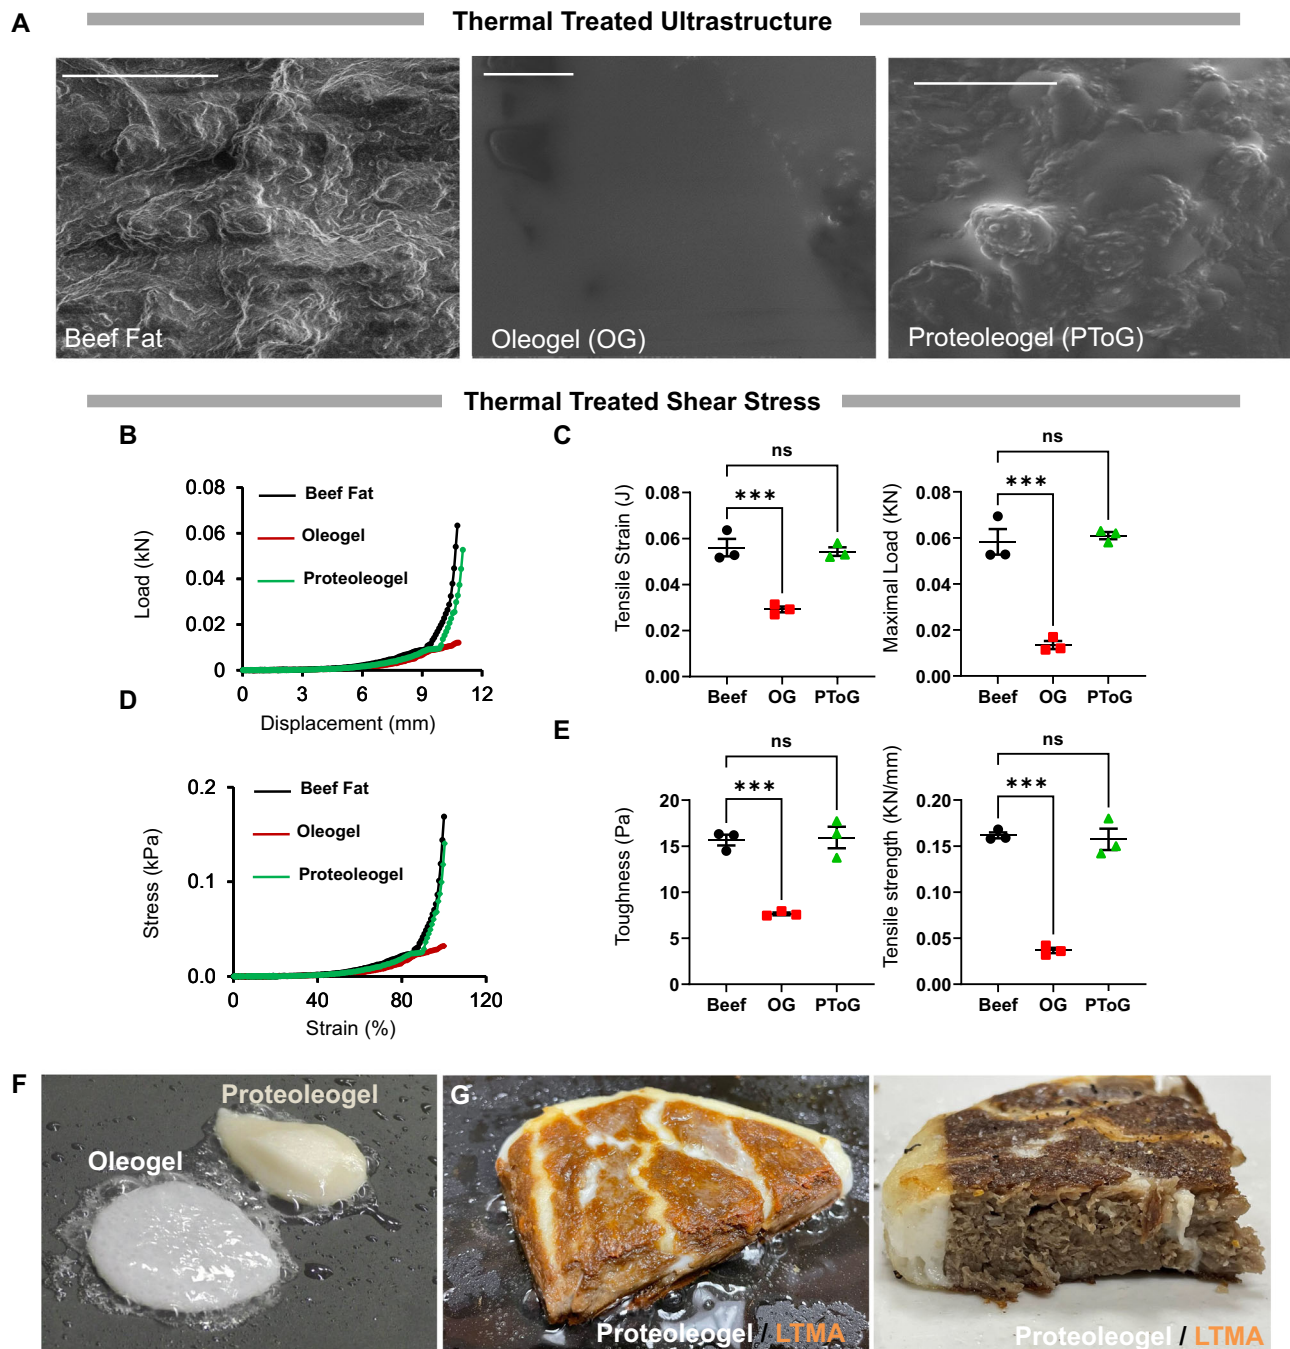 A
Thermal Treated Ultrastructure
Beef Fat
Oleogel (OG)
Proteoleogel (PToG)
Thermal Treated Shear Stress
B
Load (kN)
0.08
0.06
0.04
0.02
0
Beef Fat
Oleogel
Proteoleogel
0 3 6 9 12
Displacement (mm)
C
Tensile Strain (J)
0.08
0.06
0.04
0.02
0.00
ns
***
Beef OG PToG
Maximal Load (KN)
0.08
0.06
0.04
0.02
0.00
ns
***
Beef OG PToG
D
Stress (kPa)
0.2
0.1
0.0
Beef Fat
Oleogel
Proteoleogel
0 40 80 120
Strain (%)
E
Toughness (Pa)
20
15
10
5
0
ns
***
Beef OG PToG
Tensile strength (KN/mm)
0.20
0.15
0.10
0.05
0.00
ns
***
Beef OG PToG
F
Proteoleogel
Oleogel
G
Proteoleogel / LTMA
Proteoleogel / LTMA